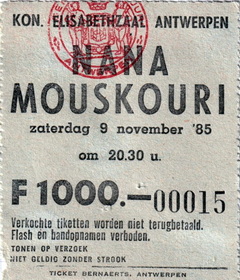 KON. ELISABETHZAAL ANTWERPEN
NANA
MOUSKOURI
zaterdag 9 november '85
om 20.30 u.
F 1000.— 00015
Verkochte tiketten worden niet terugbetaald.
Flash en bandopnamen verboden.
TONEN OP VERZOEK
NIET GELDIG ZONDER STROOK
TICKET BERNAERTS, ANTWERPEN